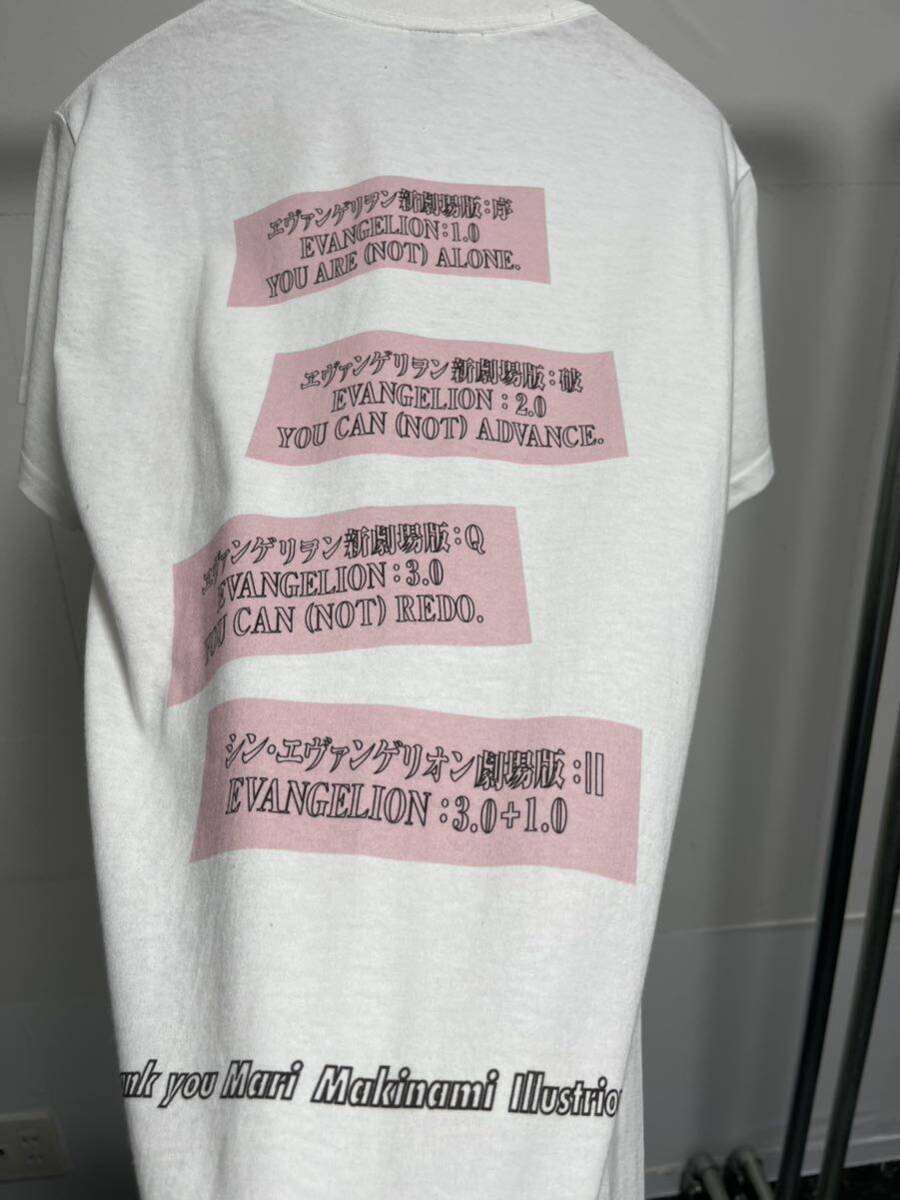 ヱヴァンゲリヲン新劇場版:序
EVANGELION:1.0
YOU ARE (NOT) ALONE.
ヱヴァンゲリヲン新劇場版:破
EVANGELION:2.0
YOU CAN (NOT) ADVANCE.
ヱヴァンゲリヲン新劇場版:Q
EVANGELION:3.0
YOU CAN (NOT) REDO.
シン・エヴァンゲリオン劇場版:||
EVANGELION:3.0+1.0
unk you Mari Makinami Illustrio